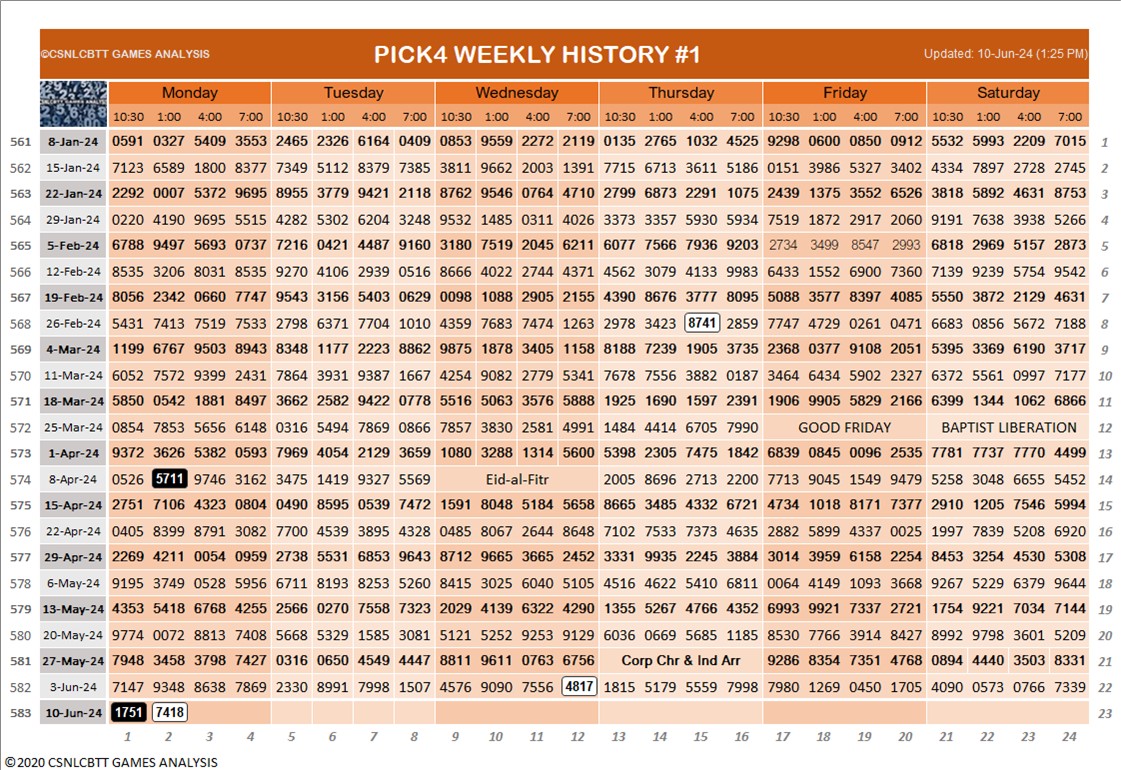 ©CSNLCBTT GAMES ANALYSIS PICK4 WEEKLY HISTORY #1 Updated: 10-Jun-24 (1:25 PM)
Monday Tuesday Wednesday Thursday Friday Saturday
10:30 1:00 4:00 7:00 10:30 1:00 4:00 7:00 10:30 1:00 4:00 7:00 10:30 1:00 4:00 7:00 10:30 1:00 4:00 7:00 10:30 1:00 4:00 7:00
561 8-Jan-24 0591 0327 5409 3553 2465 2326 6164 0409 0853 9559 2272 2119 0135 2765 1032 4525 9298 0600 0850 0912 5532 5993 2209 7015 1
562 15-Jan-24 7123 6589 1800 8377 7349 5112 8379 7385 3811 9662 2003 1391 7715 6713 3611 5186 0151 3986 5327 3402 4334 7897 2728 2745 2
563 22-Jan-24 2292 0007 5372 9695 8955 3779 9421 2118 8762 9546 0764 4710 2799 6873 2291 1075 2439 1375 3552 6526 3818 5892 4631 8753 3
564 29-Jan-24 0220 4190 9695 5515 4282 5302 6204 3248 9532 1485 0311 4026 3373 3357 5930 5934 7519 1872 2917 2060 9191 7638 3938 5266 4
565 5-Feb-24 6788 9497 5693 0737 7216 0421 4487 9160 3180 7519 2045 6211 6077 7566 7936 9203 2734 3499 8547 2993 6818 2969 5157 2873 5
566 12-Feb-24 8535 3206 8031 8535 9270 4106 2939 0516 8666 4022 2744 4371 4562 3079 4133 9983 6433 1552 6900 7360 7139 9239 5754 9542 6
567 19-Feb-24 8056 2342 0660 7747 9543 3156 5403 0629 0098 1088 2905 2155 4390 8676 3777 8095 5088 3577 8397 4085 5550 3872 2129 4631 7
568 26-Feb-24 5431 7413 7519 7533 2798 6371 7704 1010 4359 7683 7474 1263 2978 3423 8741 2859 7747 4729 0261 0471 6683 0856 5672 7188 8
569 4-Mar-24 1199 6767 9503 8943 8348 1177 2223 8862 9875 1878 3405 1158 8188 7239 1905 3735 2368 0377 9108 2051 5395 3369 6190 3717 9
570 11-Mar-24 6052 7572 9399 2431 7864 3931 9387 1667 4254 9082 2779 5341 7678 7556 3882 0187 3464 6434 5902 2327 6372 5561 0997 7177 10
571 18-Mar-24 5850 0542 1881 8497 3662 2582 9422 0778 5516 5063 3576 5888 1925 1690 1597 2391 1906 9905 5829 2166 6399 1344 1062 6866 11
572 25-Mar-24 0854 7853 5656 6148 0316 5494 7869 0866 7857 3830 2581 4991 1484 4414 6705 7990 GOOD FRIDAY BAPTIST LIBERATION 12
573 1-Apr-24 9372 3626 5382 0593 7969 4054 2129 3659 1080 3288 1314 5600 5398 2305 7475 1842 6839 0845 0096 2535 7781 7737 7770 4499 13
574 8-Apr-24 0526 5711 9746 3162 3475 1419 9327 5569 Eid-al-Fitr 2005 8696 2713 2200 7713 9045 1549 9479 5258 3048 6655 5452 14
575 15-Apr-24 2751 7106 4323 0804 0490 8595 0539 7472 1591 8048 5184 5658 8665 3485 4332 6721 4734 1018 8171 7377 2910 1205 7546 5994 15
576 22-Apr-24 0405 8399 8791 3082 7700 4539 3895 4328 0485 8067 2644 8648 7102 7533 7373 4635 2882 5899 4337 0025 1997 7839 5208 6920 16
577 29-Apr-24 2269 4211 0054 0959 2738 5531 6853 9643 8712 9665 3665 2452 3331 9935 2245 3884 3014 3959 6158 2254 8453 3254 4530 5308 17
578 6-May-24 9195 3749 0528 5956 6711 8193 8253 5260 8415 3025 6040 5105 4516 4622 5410 6811 0064 4149 1093 3668 9267 5229 6379 9644 18
579 13-May-24 4353 5418 6768 4255 2566 0270 7558 7323 2029 4139 6322 4290 1355 5267 4766 4352 6993 9921 7337 2721 1754 9221 7034 7144 19
580 20-May-24 9774 0072 8813 7408 5668 5329 1585 3081 5121 5252 9253 9129 6036 0669 5685 1185 8530 7766 3914 8427 8992 9798 3601 5209 20
581 27-May-24 7948 3458 3798 7427 0316 0650 4549 4447 8811 9611 0763 6756 Corp Chr & Ind Arr 9286 8354 7351 4768 0894 4440 3503 8331 21
582 3-Jun-24 7147 9348 8638 7869 2330 8991 7998 1507 4576 9090 7556 4817 1815 5179 5559 7998 7980 1269 0450 1705 4090 0573 0766 7339 22
583 10-Jun-24 1751 7418 23
1 2 3 4 5 6 7 8 9 10 11 12 13 14 15 16 17 18 19 20 21 22 23 24
©2020 CSNLCBTT GAMES ANALYSIS